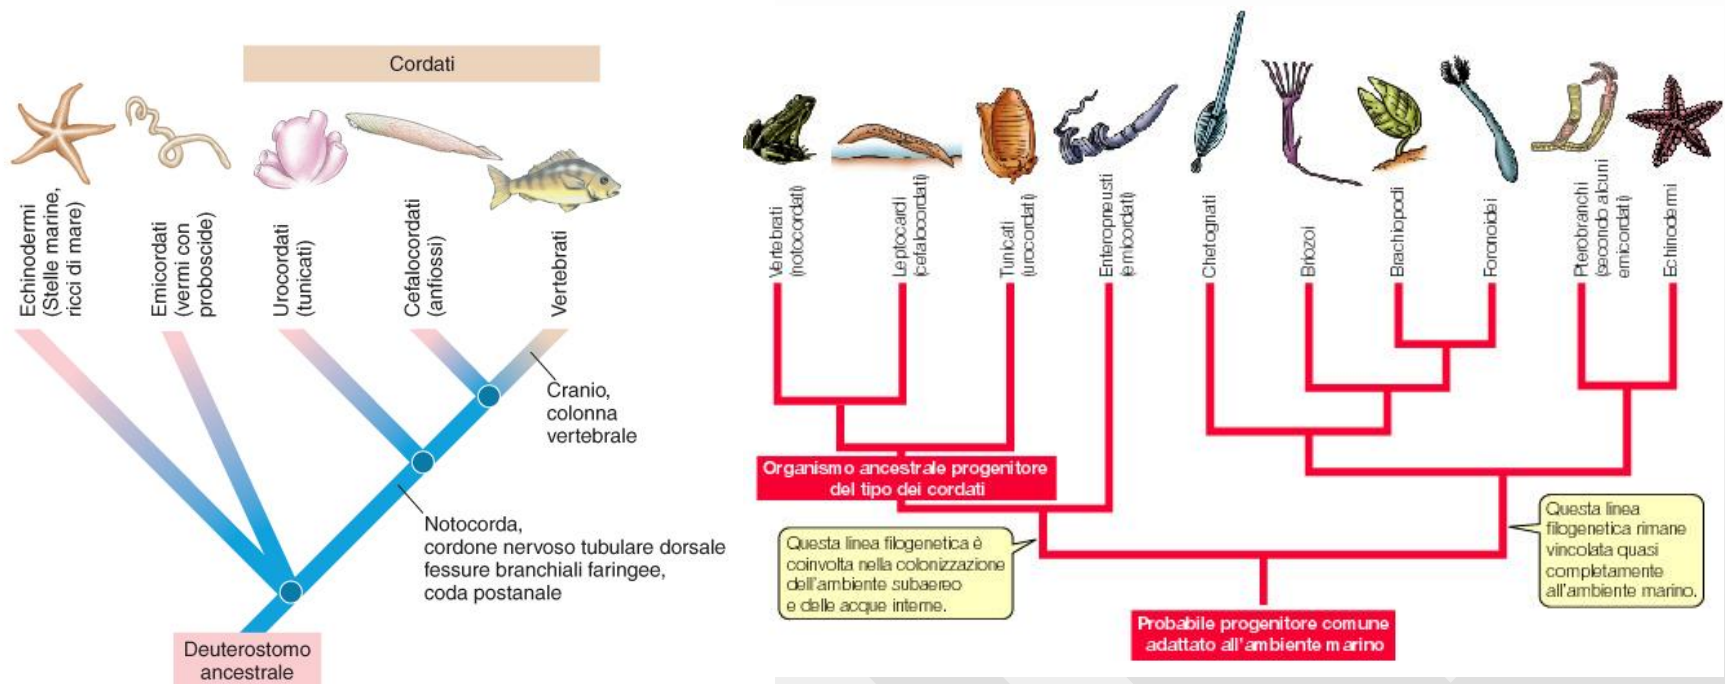 Cordati
Echinodermi
(Stelle marine,
ricci di mare)
Emicordati
(vermi con
proboscide)
Urocordati
(tunicati)
Cefalocordati
(anfiossi)
Vertebrati
Cranio,
colonna
vertebrale
Notocorda,
cordone nervoso tubulare dorsale
fessure branchiali faringee,
coda postanale
Deuterostomo
ancestrale
Vertebrati
(notocordati)
Leptocardi
(cefalocordati)
Tunicati
(urocordati)
Enteropneusti
(emicordati)
Chetognati
Briozoi
Brachiopodi
Foronoidei
Pterobranchi
(secondo alcuni
emicordati)
Echinodermi
Organismo ancestrale progenitore
del tipo dei cordati
Questa linea filogenetica è
coinvolta nella colonizzazione
dell'ambiente subaereo
e delle acque interne.
Questa linea
filogenetica rimane
vincolata quasi
completamente
all'ambiente marino.
Probabile progenitore comune
adattato all'ambiente marino